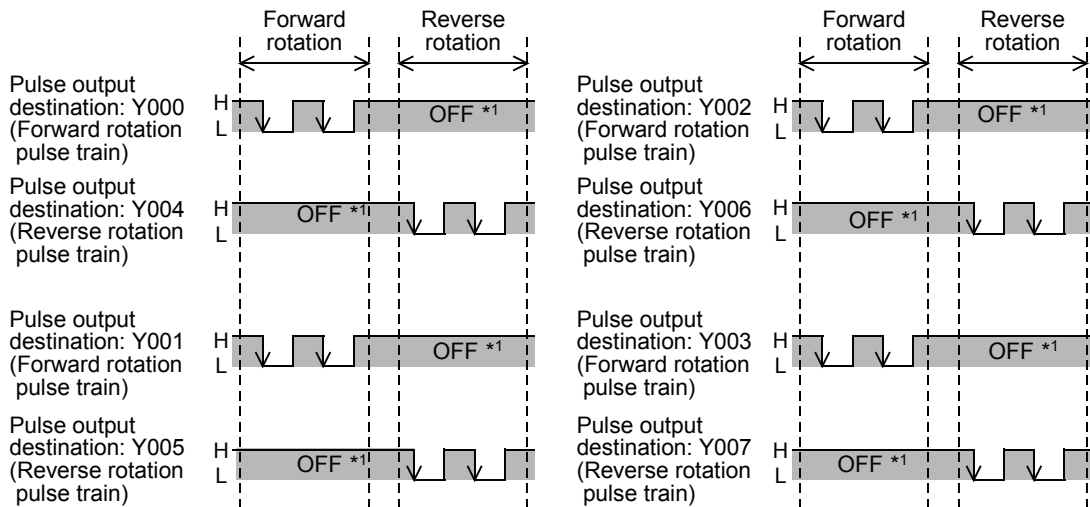 Forward
rotation
Reverse
rotation
Pulse output
destination: Y000
(Forward rotation
pulse train)
H
L
OFF *1
Pulse output
destination: Y004
(Reverse rotation
pulse train)
H
L
OFF *1
Pulse output
destination: Y001
(Forward rotation
pulse train)
H
L
OFF *1
Pulse output
destination: Y005
(Reverse rotation
pulse train)
H
L
OFF *1
Forward
rotation
Reverse
rotation
Pulse output
destination: Y002
(Forward rotation
pulse train)
H
L
OFF *1
Pulse output
destination: Y006
(Reverse rotation
pulse train)
H
L
OFF *1
Pulse output
destination: Y003
(Forward rotation
pulse train)
H
L
OFF *1
Pulse output
destination: Y007
(Reverse rotation
pulse train)
H
L
OFF *1